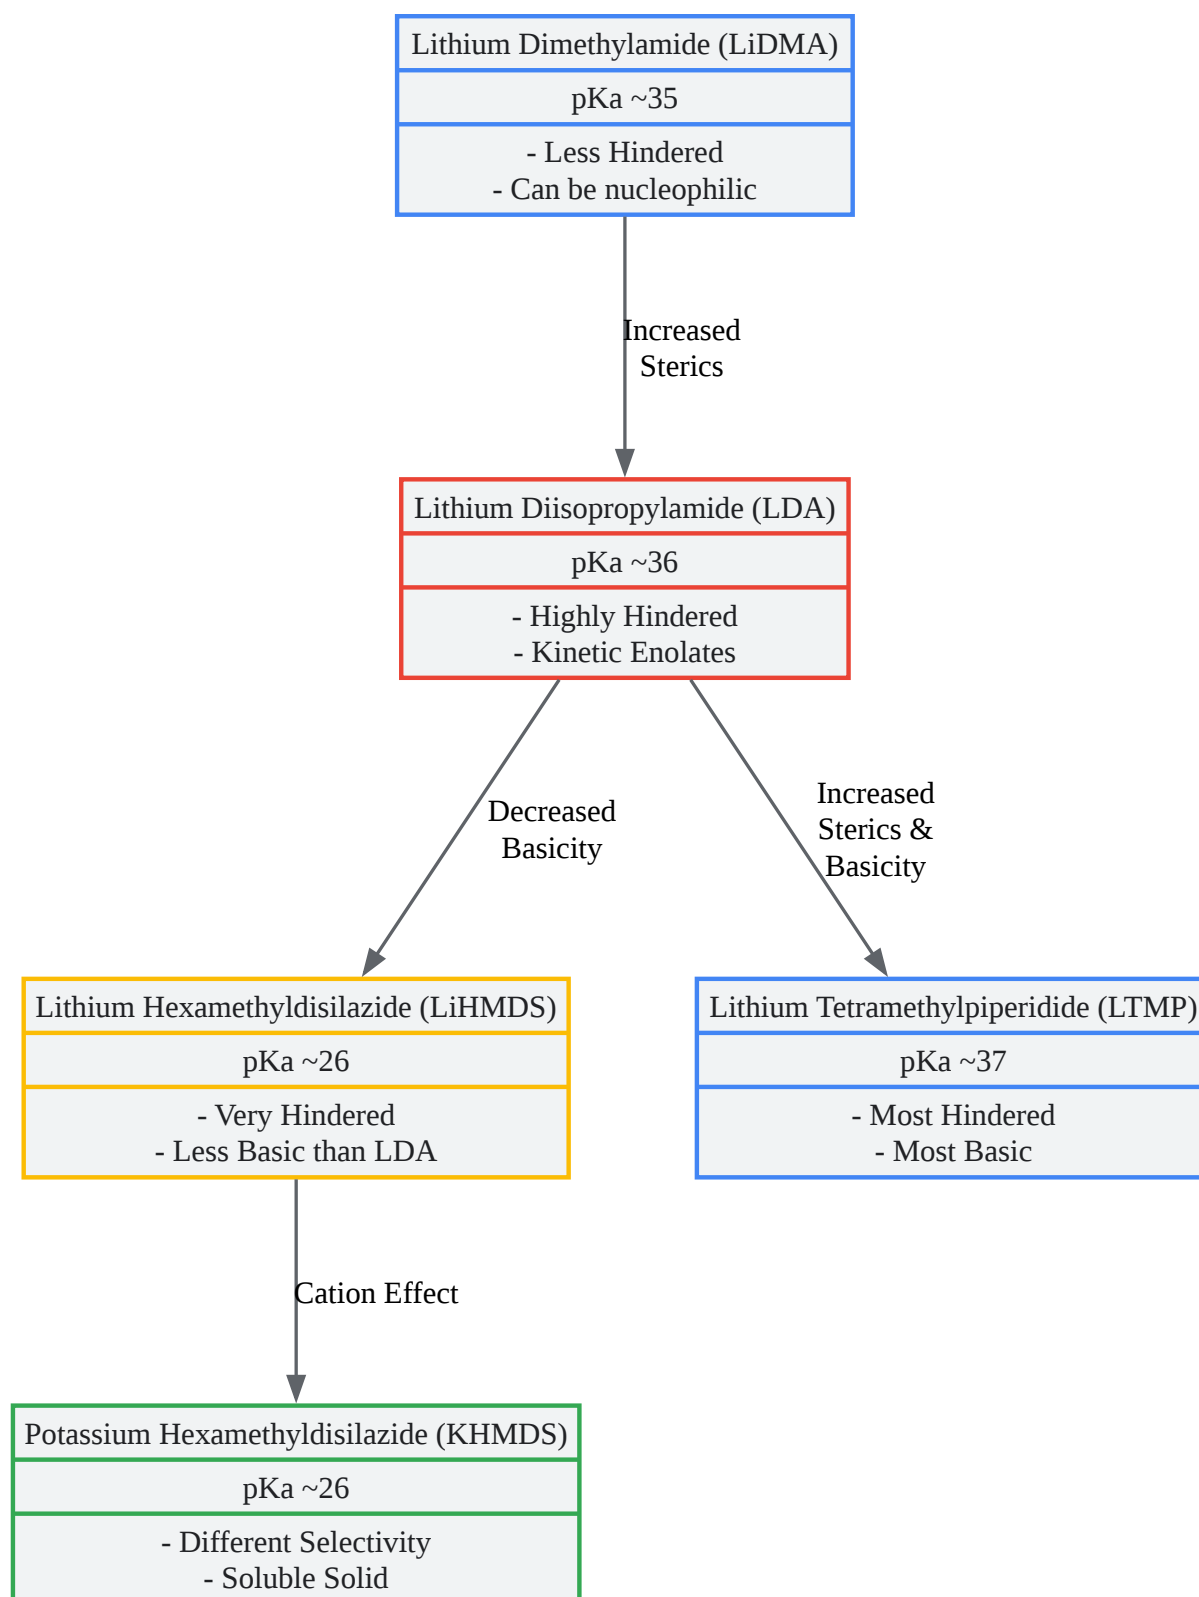 Lithium Dimethylamide (LiDMA)
pKa ~35
- Less Hindered
- Can be nucleophilic
Increased
Sterics
Lithium Diisopropylamide (LDA)
pKa ~36
- Highly Hindered
- Kinetic Enolates
Decreased
Basicity
Increased
Sterics &
Basicity
Lithium Hexamethyldisilazide (LiHMDS)
pKa ~26
- Very Hindered
- Less Basic than LDA
Lithium Tetramethylpiperidide (LTMP)
pKa ~37
- Most Hindered
- Most Basic
Cation Effect
Potassium Hexamethyldisilazide (KHMDS)
pKa ~26
- Different Selectivity
- Soluble Solid